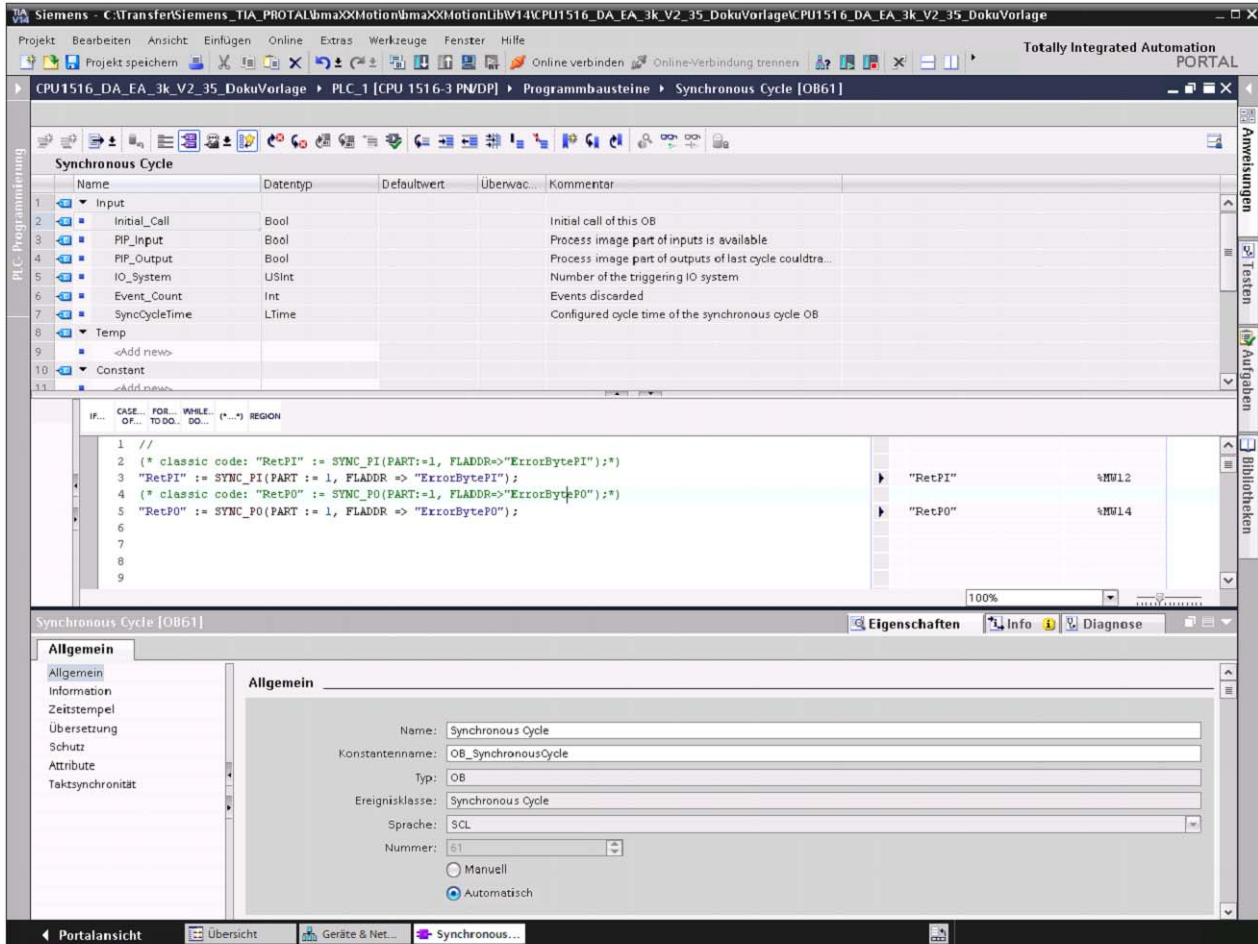 TIA V14 Siemens - C:\Transfer\Siemens_TIA_PROTAL\bmaXXMotion\bmaXXMotionLib\V14\CPU1516_DA_EA_3k_V2_35_DokuVorlage\CPU1516_DA_EA_3k_V2_35_DokuVorlage
Projekt Bearbeiten Ansicht Einfügen Online Extras Werkzeuge Fenster Hilfe
Totally Integrated Automation
PORTAL
Projekt speichern Online verbinden Online-Verbindung trennen
CPU1516_DA_EA_3k_V2_35_DokuVorlage PLC_1 [CPU 1516-3 PN/DP] Programmbausteine Synchronous Cycle [OB61]
PLC-Programmierung
Synchronous Cycle
Name Datentyp Defaultwert Überwac... Kommentar
1 Input
2 Initial_Call Bool Initial call of this OB
3 PIP_Input Bool Process image part of inputs is available
4 PIP_Output Bool Process image part of outputs of last cycle couldtra...
5 IO_System USInt Number of the triggering IO system
6 Event_Count Int Events discarded
7 SyncCycleTime LTime Configured cycle time of the synchronous cycle OB
8 Temp
9 <Add new>
10 Constant
11 <Add new>
IF... CASE... OF... FOR... TO DO... WHILE... DO... (*...*) REGION
1 //
2 (* classic code: "RetPI" := SYNC_PI(PART:=1, FLADDR=>"ErrorBytePI");*)
3 "RetPI" := SYNC_PI(PART := 1, FLADDR => "ErrorBytePI"); "RetPI" %MW12
4 (* classic code: "RetPO" := SYNC_PO(PART:=1, FLADDR=>"ErrorBytePO");*)
5 "RetPO" := SYNC_PO(PART := 1, FLADDR => "ErrorBytePO"); "RetPO" %MW14
6
7
8
9
100%
Anweisungen
Testen
Aufgaben
Bibliotheken
Synchronous Cycle [OB61] Eigenschaften Info Diagnose
Allgemein
Allgemein
Information
Zeitstempel
Übersetzung
Schutz
Attribute
Taktsynchronität
Allgemein
Name: Synchronous Cycle
Konstantenname: OB_SynchronousCycle
Typ: OB
Ereignisklasse: Synchronous Cycle
Sprache: SCL
Nummer: 61
Manuell
Automatisch
Portalansicht Übersicht Geräte & Net... Synchronous...